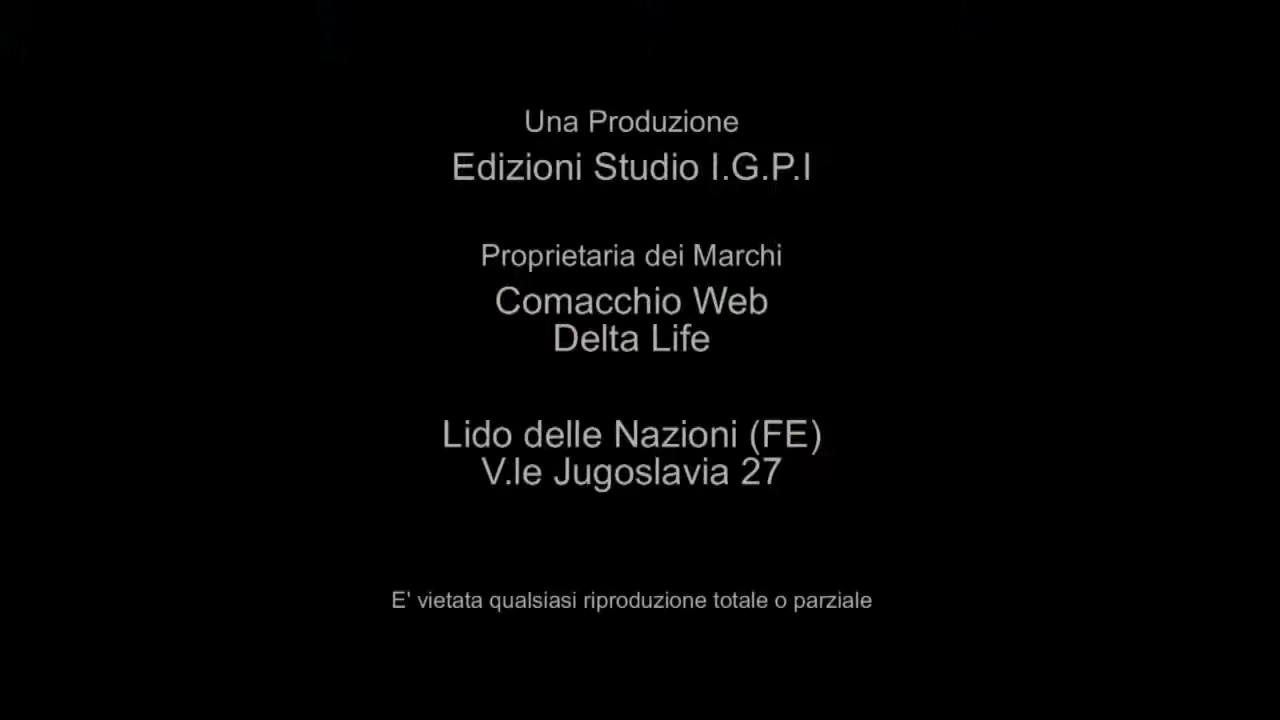 Una Produzione
Edizioni Studio I.G.P.I
Proprietaria dei Marchi
Comacchio Web
Delta Life
Lido delle Nazioni (FE)
V.le Jugoslavia 27
E' vietata qualsiasi riproduzione totale o parziale